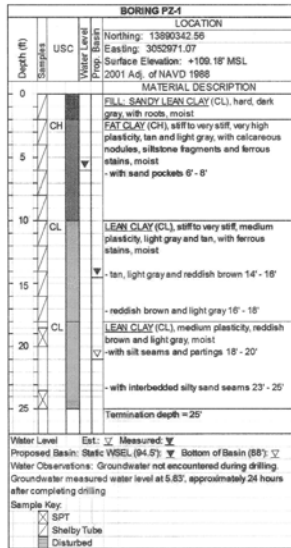 BORING PZ-1
LOCATION
Northing: 13890342.56
Easting: 3052971.07
Surface Elevation: +109.18' MSL
2001 Adj. of NAVD 1988
Depth (ft)
Samples
USC
Water Level
Prop. Basin
0
FILL: SANDY LEAN CLAY (CL), hard, dark
gray, with roots, moist
CH
FAT CLAY (CH), stiff to very stiff, very high
plasticity, tan and light gray, with calcareous
nodules, siltstone fragments and ferrous
stains, moist
5
- with sand pockets 6' - 8'
10
CL
LEAN CLAY (CL), stiff to very stiff, medium
plasticity, light gray and tan, with ferrous
stains, moist
- tan, light gray and reddish brown 14' - 16'
15
- reddish brown and light gray 16' - 18'
CL
LEAN CLAY (CL), medium plasticity, reddish
brown and light gray, moist
20
- with silt seams and partings 18' - 20'
- with interbedded silty sand seams 23' - 25'
25
Termination depth = 25'
Water Level Est.: ▽ Measured: ▼
Proposed Basin: Static WSEL (94.5'): ▼ Bottom of Basin (88'): ▽
Water Observations: Groundwater not encountered during drilling.
Groundwater measured water level at 5.83', approximately 24 hours
after completing drilling
Sample Key:
SPT
Shelby Tube
Disturbed